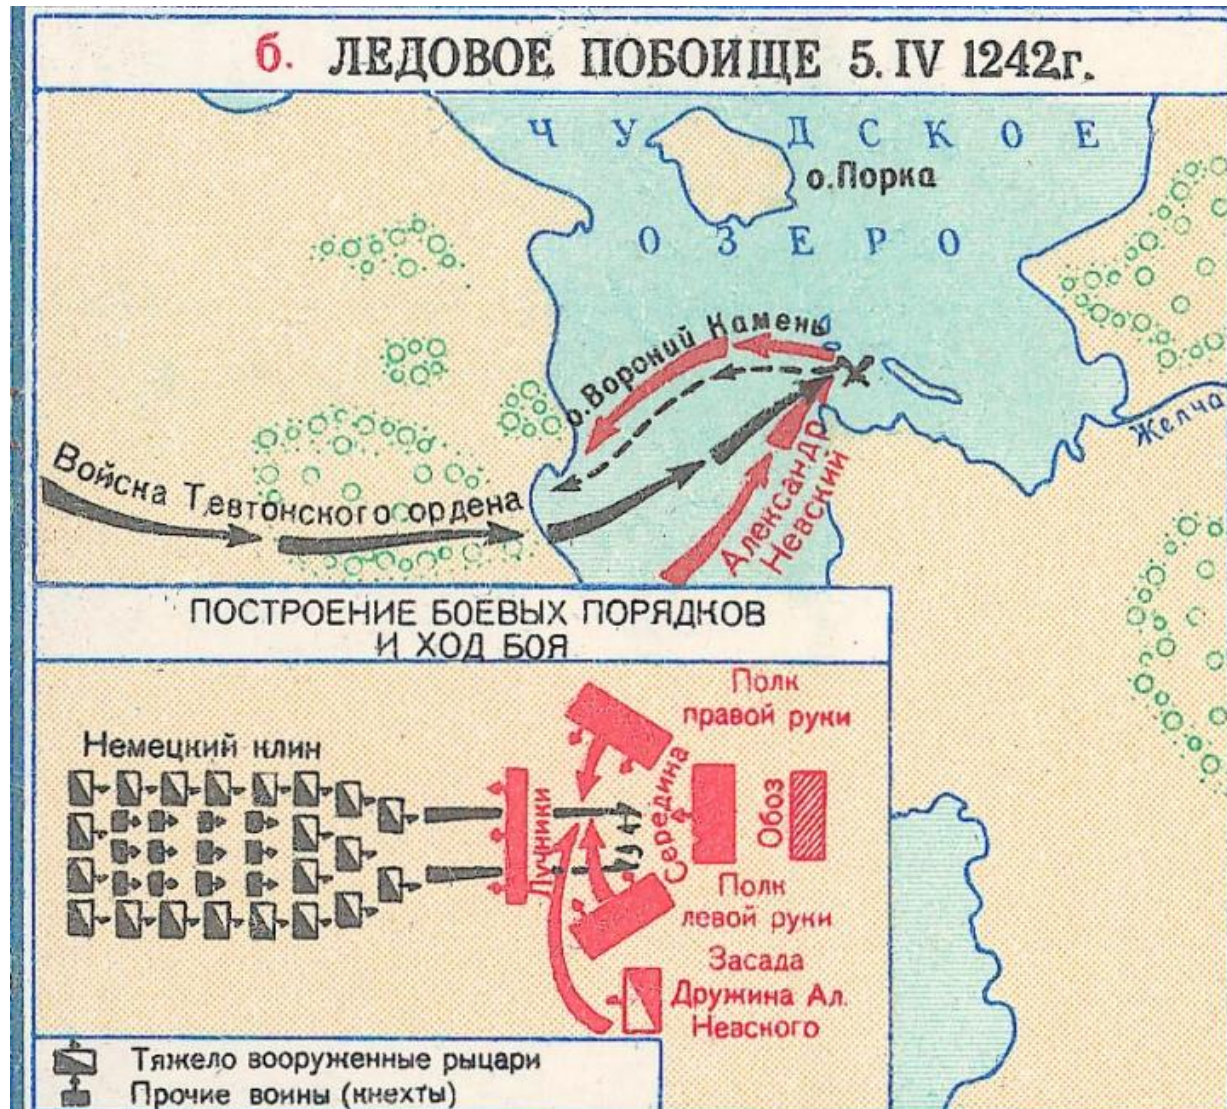 б. ЛЕДОВОЕ ПОБОИЩЕ 5.IV 1242г.
ЧУДСКОЕ
ОЗЕРО
о.Порка
о.Вороний Камень
Желча
Войска Тевтонского ордена
Александр
Невский
ПОСТРОЕНИЕ БОЕВЫХ ПОРЯДКОВ
И ХОД БОЯ
Немецкий клин
Лучники
Полк
правой руки
Середина
Обоз
Полк
левой руки
Засада
Дружина Ал.
Невского
Тяжело вооруженные рыцари
Прочие воины (кнехты)